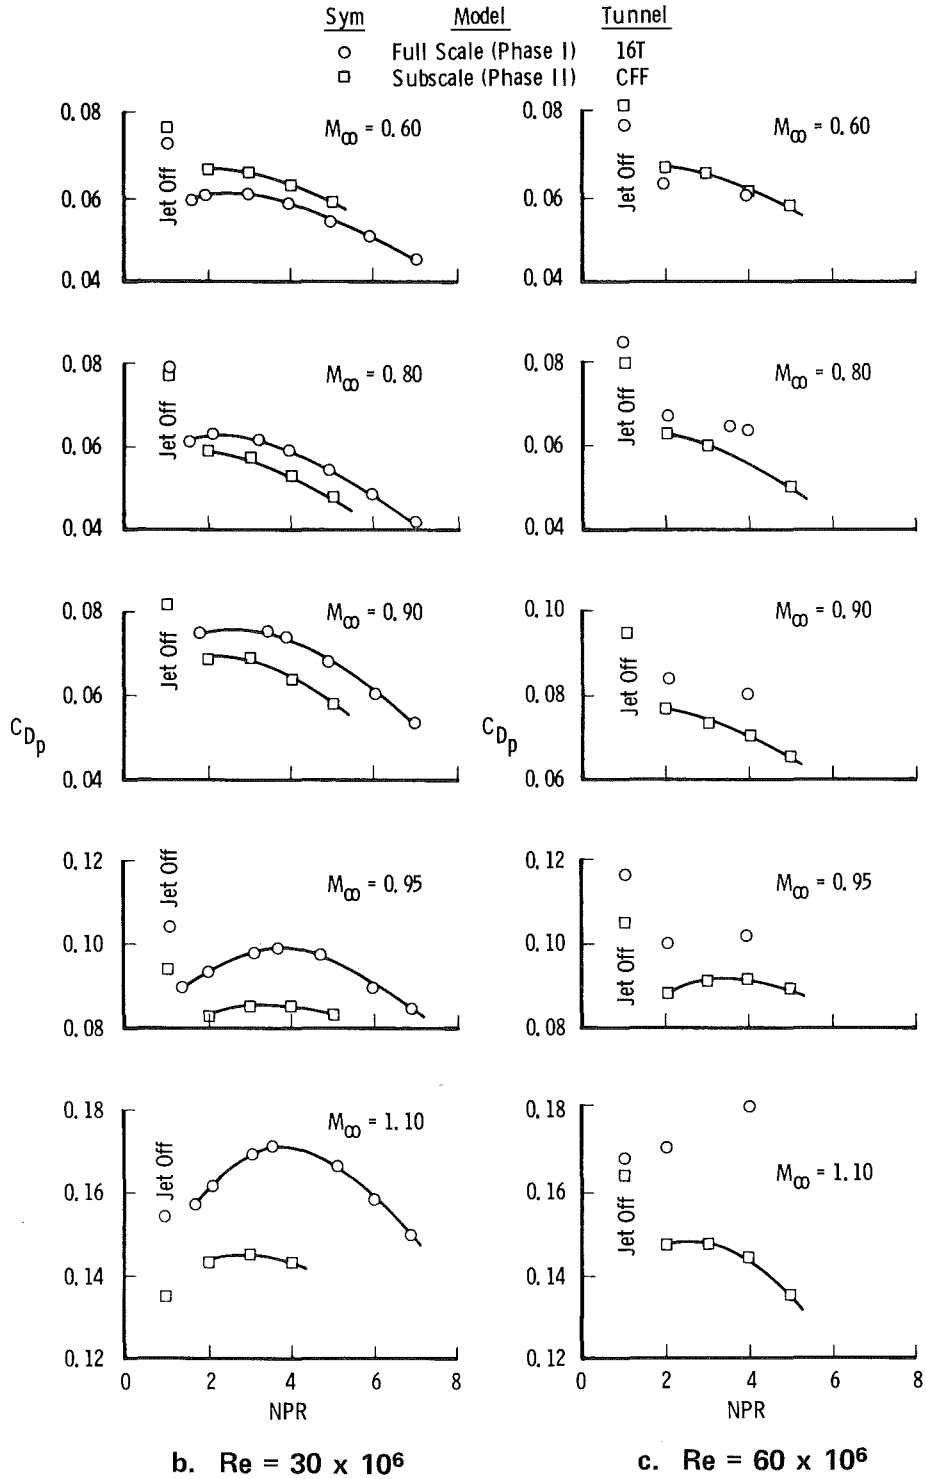 Sym Model Tunnel
○ Full Scale (Phase I) 16T
□ Subscale (Phase II) CFF
0.08
M∞ = 0.60
Jet Off
0.06
0.04
0.08
M∞ = 0.80
Jet Off
0.06
0.04
0.08
M∞ = 0.90
Jet Off
0.06
C_Dp
0.04
0.12
Jet Off
M∞ = 0.95
0.10
0.08
0.18
M∞ = 1.10
Jet Off
0.16
0.14
0.12
0 2 4 6 8
NPR
b. Re = 30 x 10⁶
0.08
M∞ = 0.60
Jet Off
0.06
0.04
0.08
M∞ = 0.80
Jet Off
0.06
0.04
0.10
M∞ = 0.90
Jet Off
0.08
C_Dp
0.06
0.12
M∞ = 0.95
0.10
Jet Off
0.08
0.18
M∞ = 1.10
0.16
Jet Off
0.14
0.12
0 2 4 6 8
NPR
c. Re = 60 x 10⁶